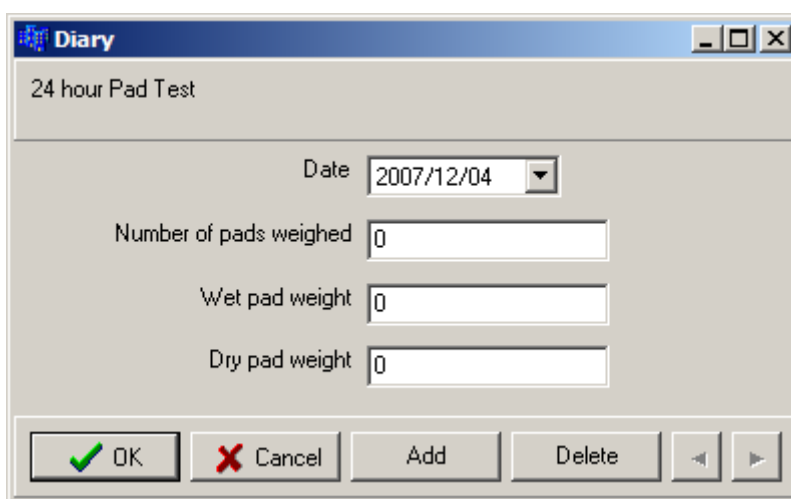 Diary
24 hour Pad Test
Date 2007/12/04
Number of pads weighed 0
Wet pad weight 0
Dry pad weight 0
OK Cancel Add Delete